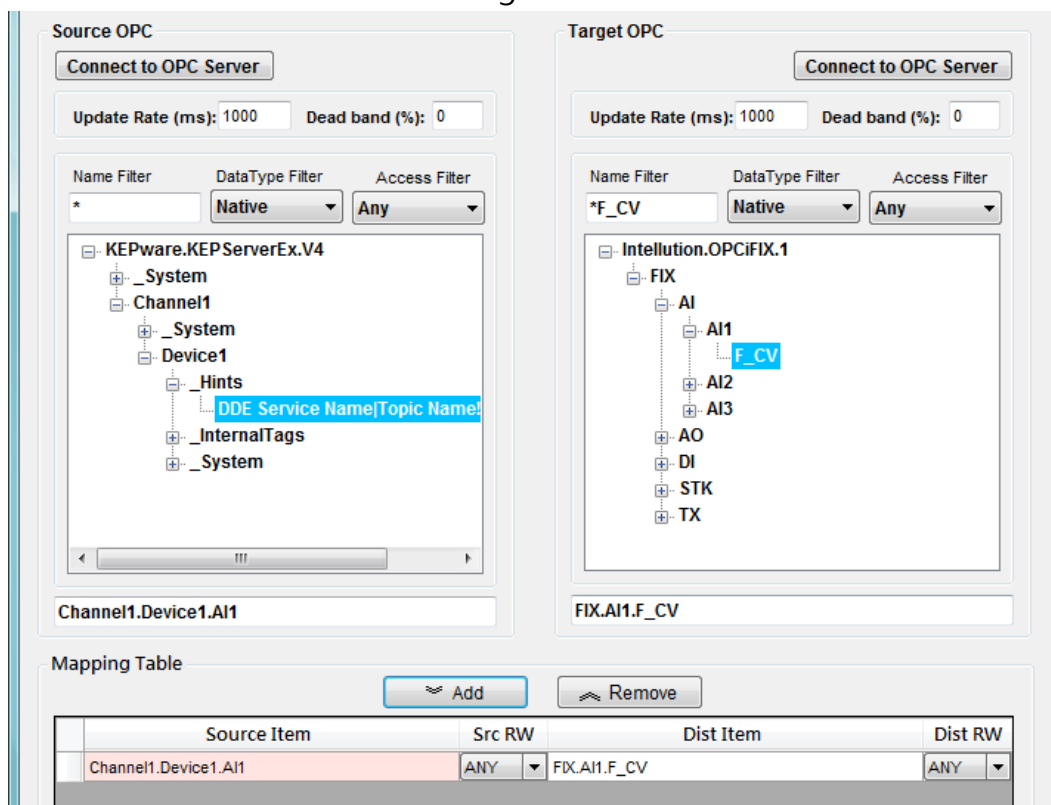 Source OPC
Connect to OPC Server
Update Rate (ms): 1000 Dead band (%): 0
Name Filter DataType Filter Access Filter
* Native Any
KEPware.KEPServerEx.V4
_System
Channel1
_System
Device1
_Hints
DDE Service Name|Topic Name!
_InternalTags
_System
Channel1.Device1.AI1
Target OPC
Connect to OPC Server
Update Rate (ms): 1000 Dead band (%): 0
Name Filter DataType Filter Access Filter
*F_CV Native Any
Intellution.OPCiFIX.1
FIX
AI
AI1
F_CV
AI2
AI3
AO
DI
STK
TX
FIX.AI1.F_CV
Mapping Table
Add Remove
Source Item Src RW Dist Item Dist RW
Channel1.Device1.AI1 ANY FIX.AI1.F_CV ANY